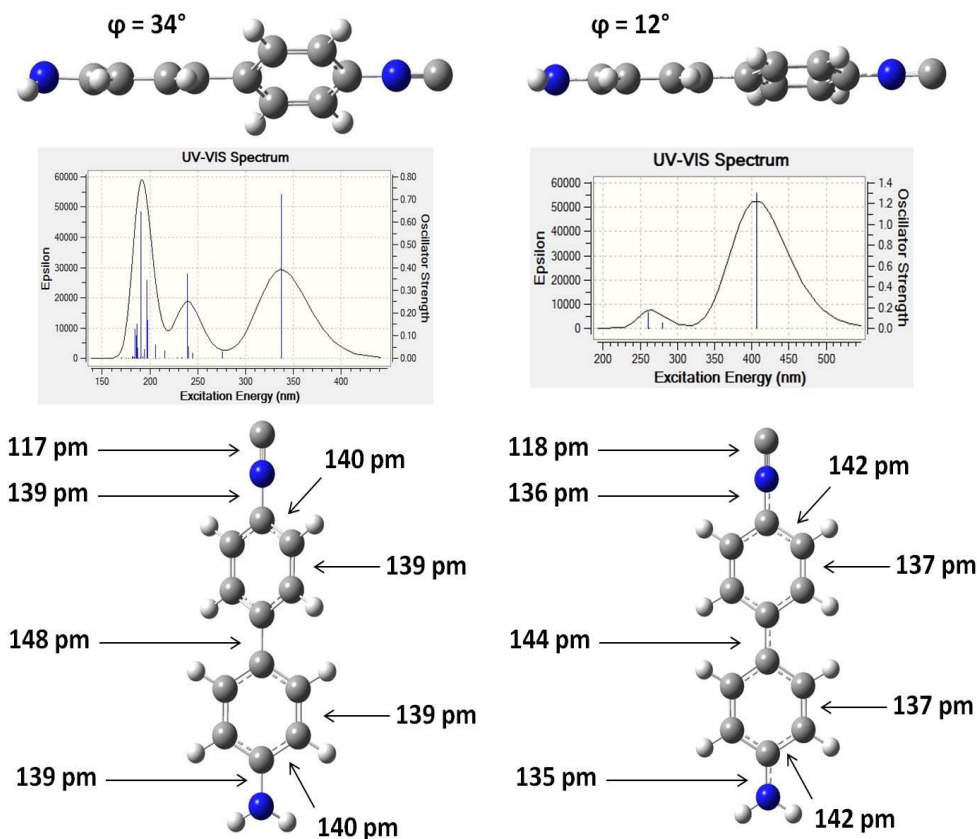 φ = 34°
φ = 12°
UV-VIS Spectrum
60000
50000
40000
30000
20000
10000
0
Epsilon
0.80
0.70
0.60
0.50
0.40
0.30
0.20
0.10
0.00
Oscillator Strength
150 200 250 300 350 400
Excitation Energy (nm)
UV-VIS Spectrum
60000
50000
40000
30000
20000
10000
0
Epsilon
1.4
1.2
1.0
0.8
0.6
0.4
0.2
0.0
Oscillator Strength
200 250 300 350 400 450 500
Excitation Energy (nm)
117 pm
140 pm
139 pm
139 pm
148 pm
139 pm
139 pm
140 pm
118 pm
142 pm
136 pm
137 pm
144 pm
137 pm
135 pm
142 pm